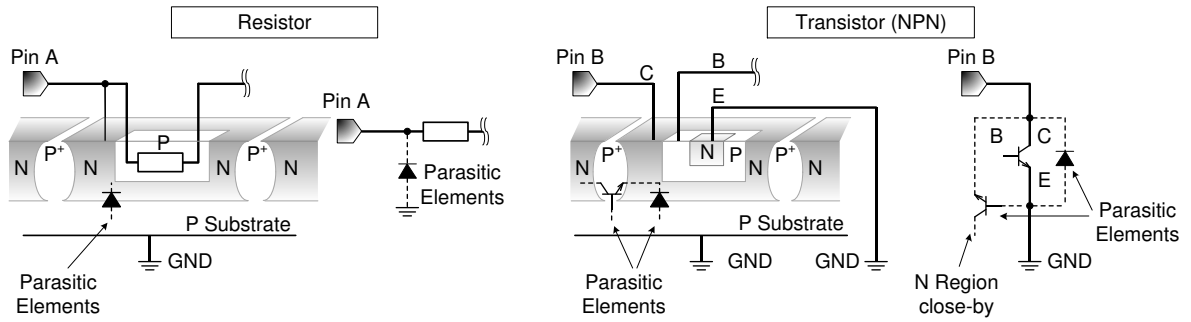 Resistor
Transistor (NPN)
Pin A
Pin B
C
B
E
Pin B
Pin A
N
P⁺
N
P
P⁺
N
N
P⁺
N
N
P
P⁺
N
B
C
E
Parasitic
Elements
P Substrate
GND
Parasitic
Elements
P Substrate
GND
GND
Parasitic
Elements
Parasitic
Elements
N Region
close-by
GND